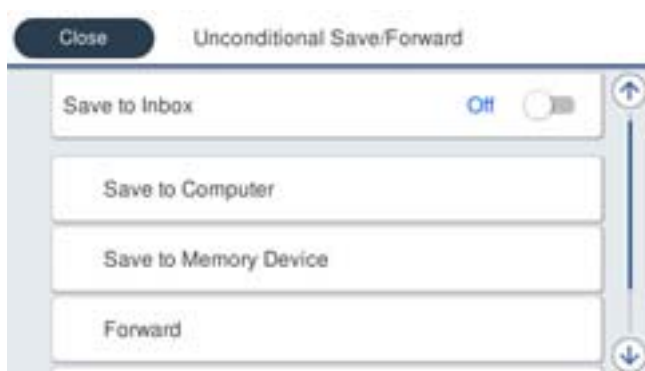 Close Unconditional Save/Forward
Save to Inbox Off
Save to Computer
Save to Memory Device
Forward